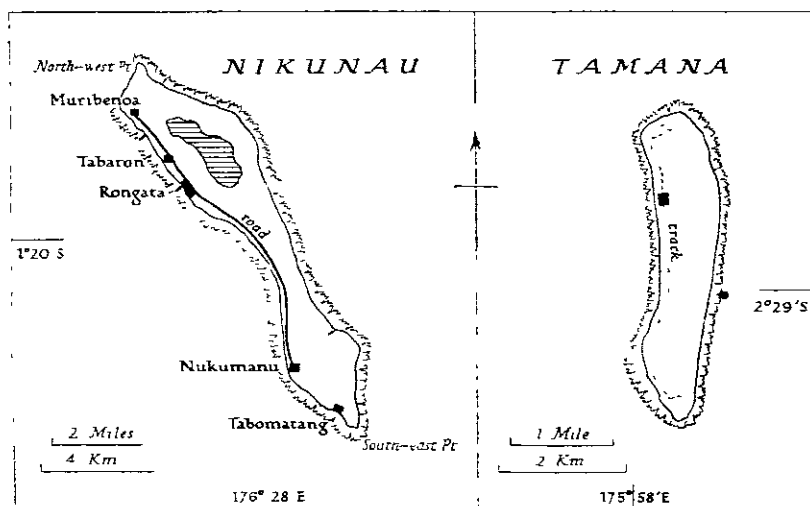 NIKUNAU
North-west Pt
Muribenoa
Tabaron
Rongata
road
1°20 S
Nukumanu
Tabomatang
South-east Pt
2 Miles
4 Km
176° 28 E
TAMANA
track
2°29'S
1 Mile
2 Km
175°58'E